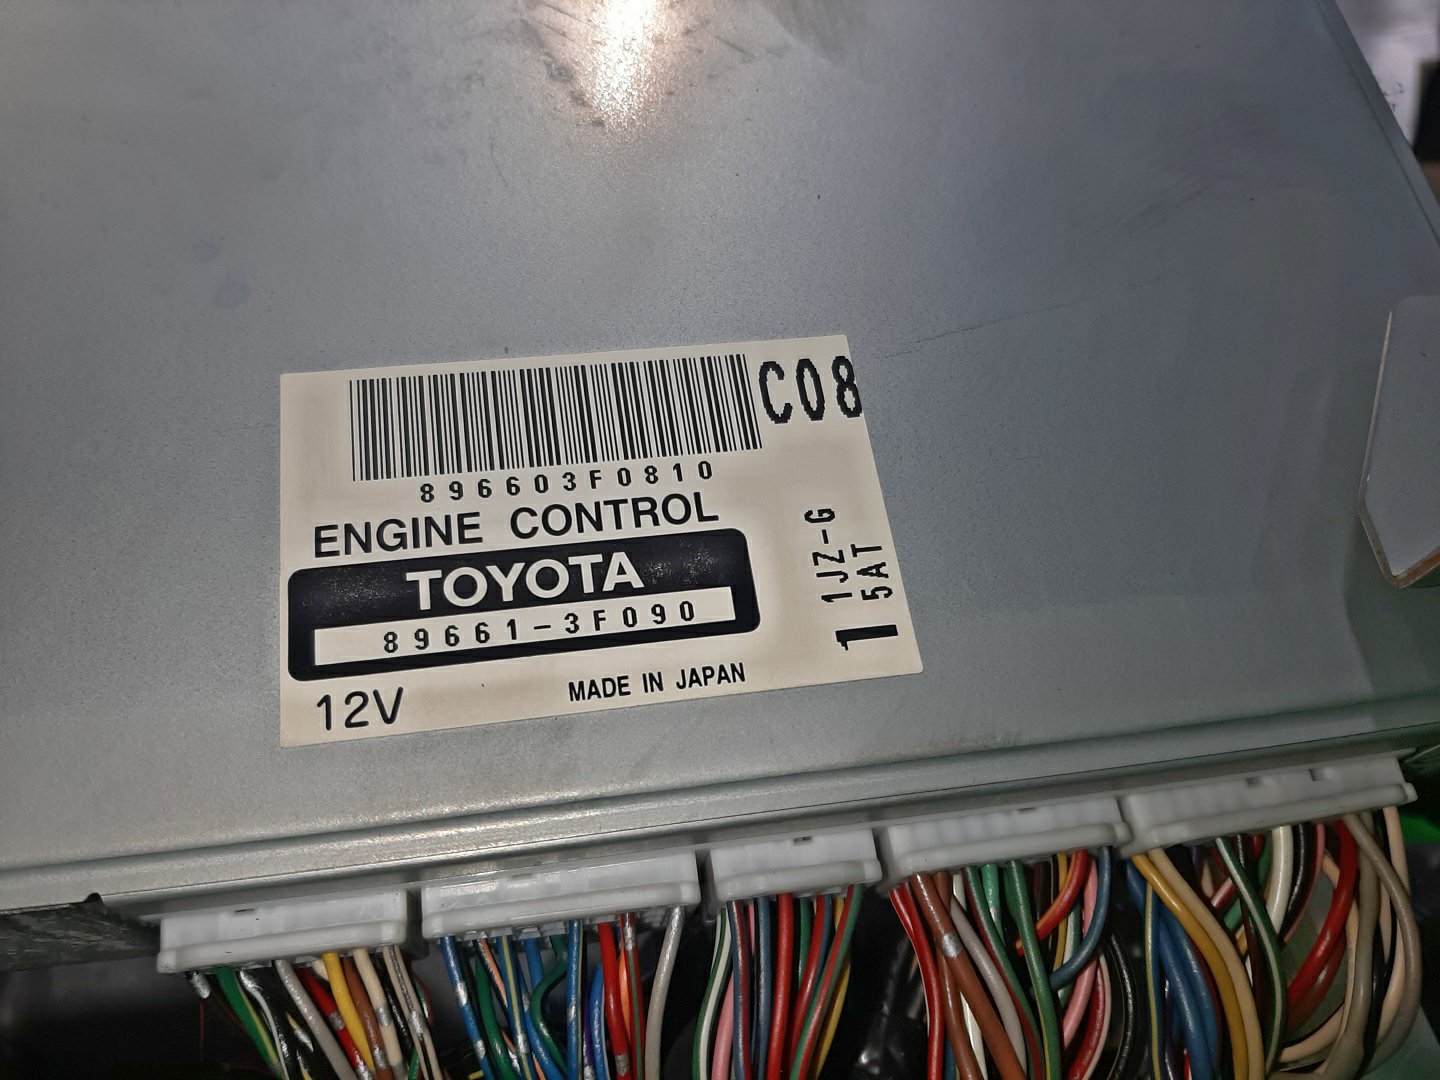 C08
896603F0810
ENGINE CONTROL
TOYOTA
89661-3F090
12V
MADE IN JAPAN
1JZ-G
5AT
1